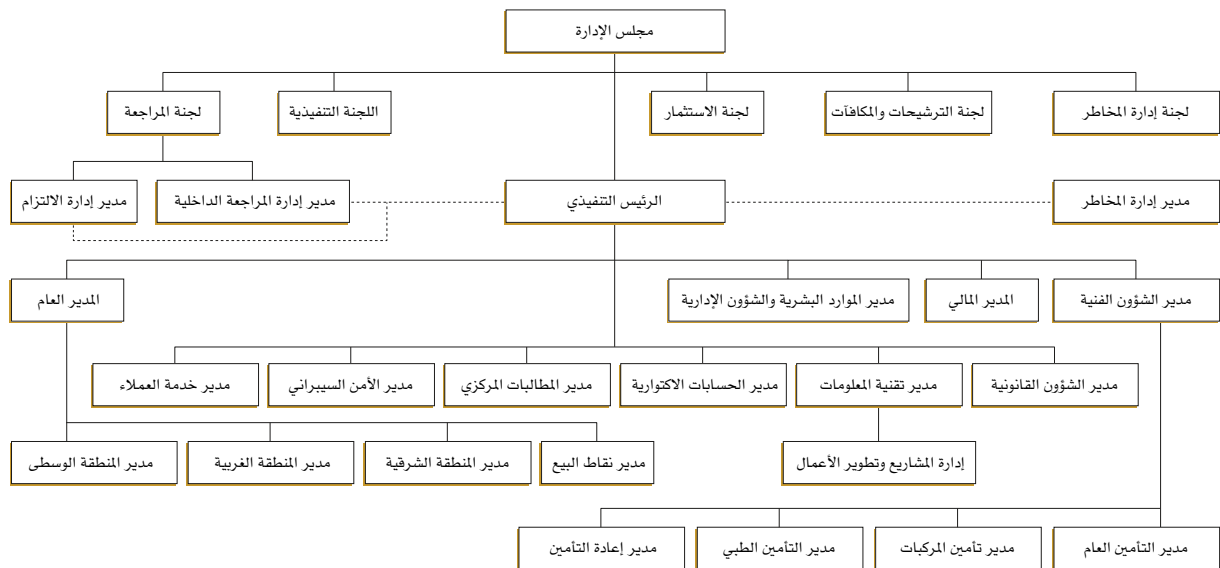 مجلس الإدارة
لجنة إدارة المخاطر
لجنة الترشيحات والمكافآت
لجنة الاستثمار
اللجنة التنفيذية
لجنة المراجعة
مدير إدارة المخاطر
الرئيس التنفيذي
مدير إدارة المراجعة الداخلية
مدير إدارة الالتزام
مدير الشؤون الفنية
المدير المالي
مدير الموارد البشرية والشؤون الإدارية
المدير العام
مدير الشؤون القانونية
مدير تقنية المعلومات
مدير الحسابات الاكتوارية
مدير المطالبات المركزي
مدير الأمن السيبراني
مدير خدمة العملاء
إدارة المشاريع وتطوير الأعمال
مدير نقاط البيع
مدير المنطقة الشرقية
مدير المنطقة الغربية
مدير المنطقة الوسطى
مدير التأمين العام
مدير تأمين المركبات
مدير التأمين الطبي
مدير إعادة التأمين